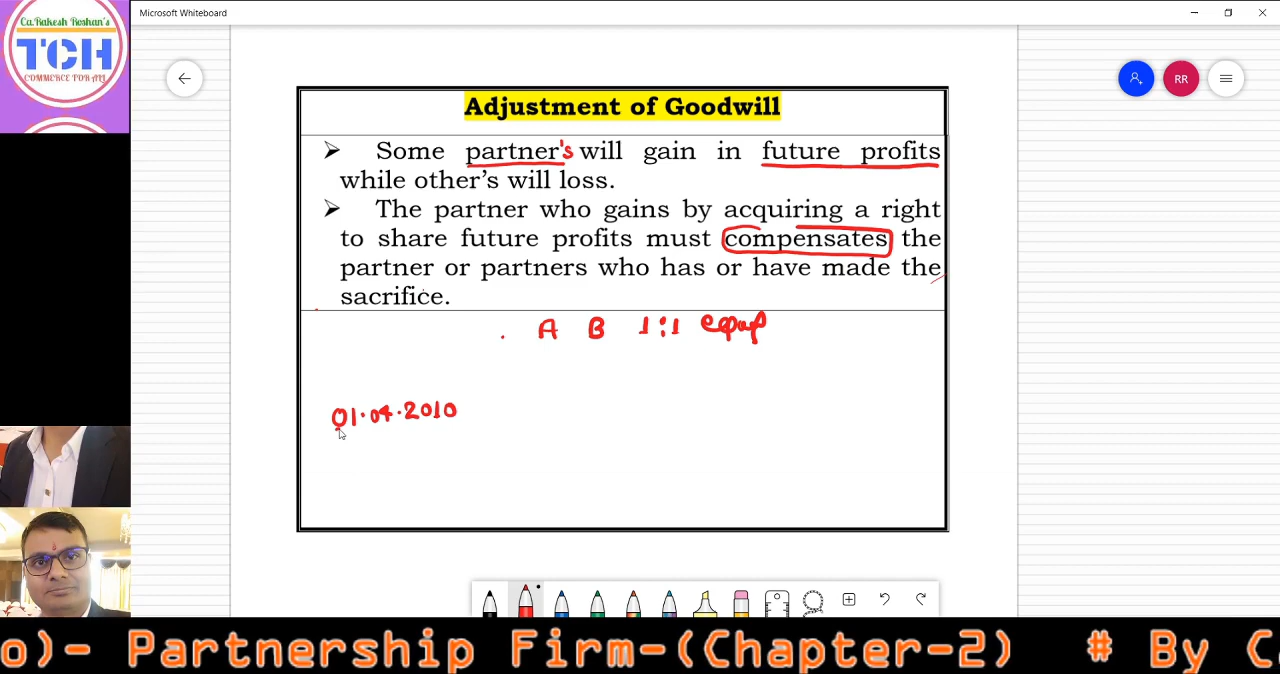 Microsoft Whiteboard
Ca.Rakesh Roshan's
TCH
COMMERCE FOR ALL
RR
Adjustment of Goodwill
➤ Some partner's will gain in future profits
while other's will loss.
➤ The partner who gains by acquiring a right
to share future profits must compensates the
partner or partners who has or have made the
sacrifice.
A B 1:1 equal
01.04.2010
o)- Partnership Firm-(Chapter-2) # By C